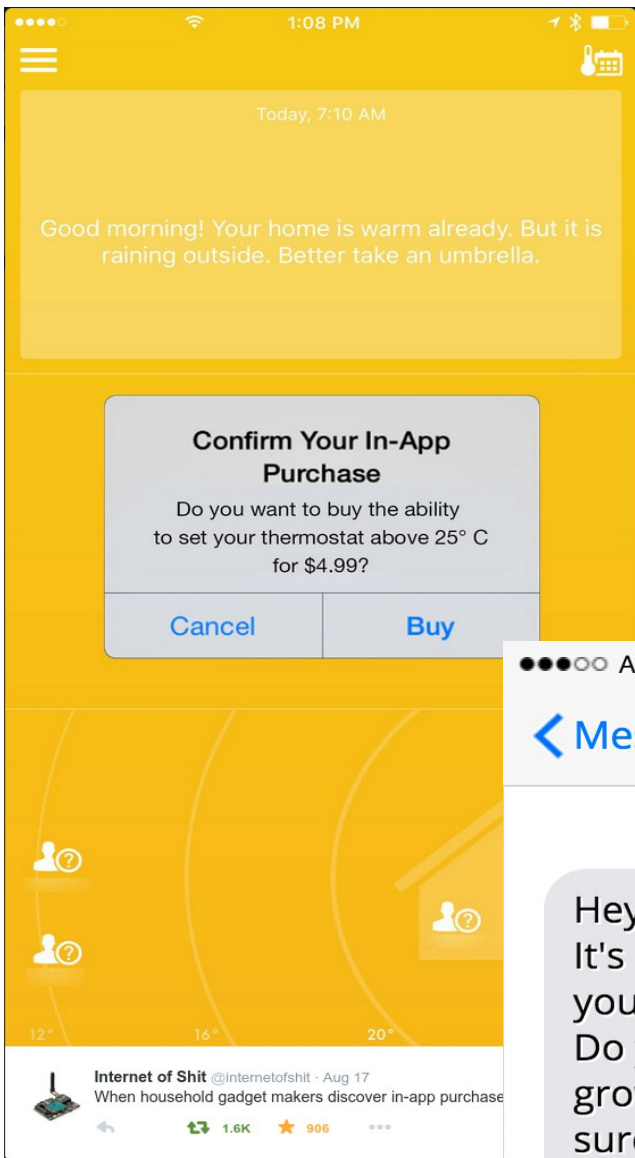 1:08 PM
Today, 7:10 AM
Good morning! Your home is warm already. But it is
raining outside. Better take an umbrella.
Confirm Your In-App
Purchase
Do you want to buy the ability
to set your thermostat above 25° C
for $4.99?
Cancel
Buy
12°
16°
20°
Internet of Shit @internetofshit · Aug 17
When household gadget makers discover in-app purchase
1.6K
906
Hey
It's
you
Do